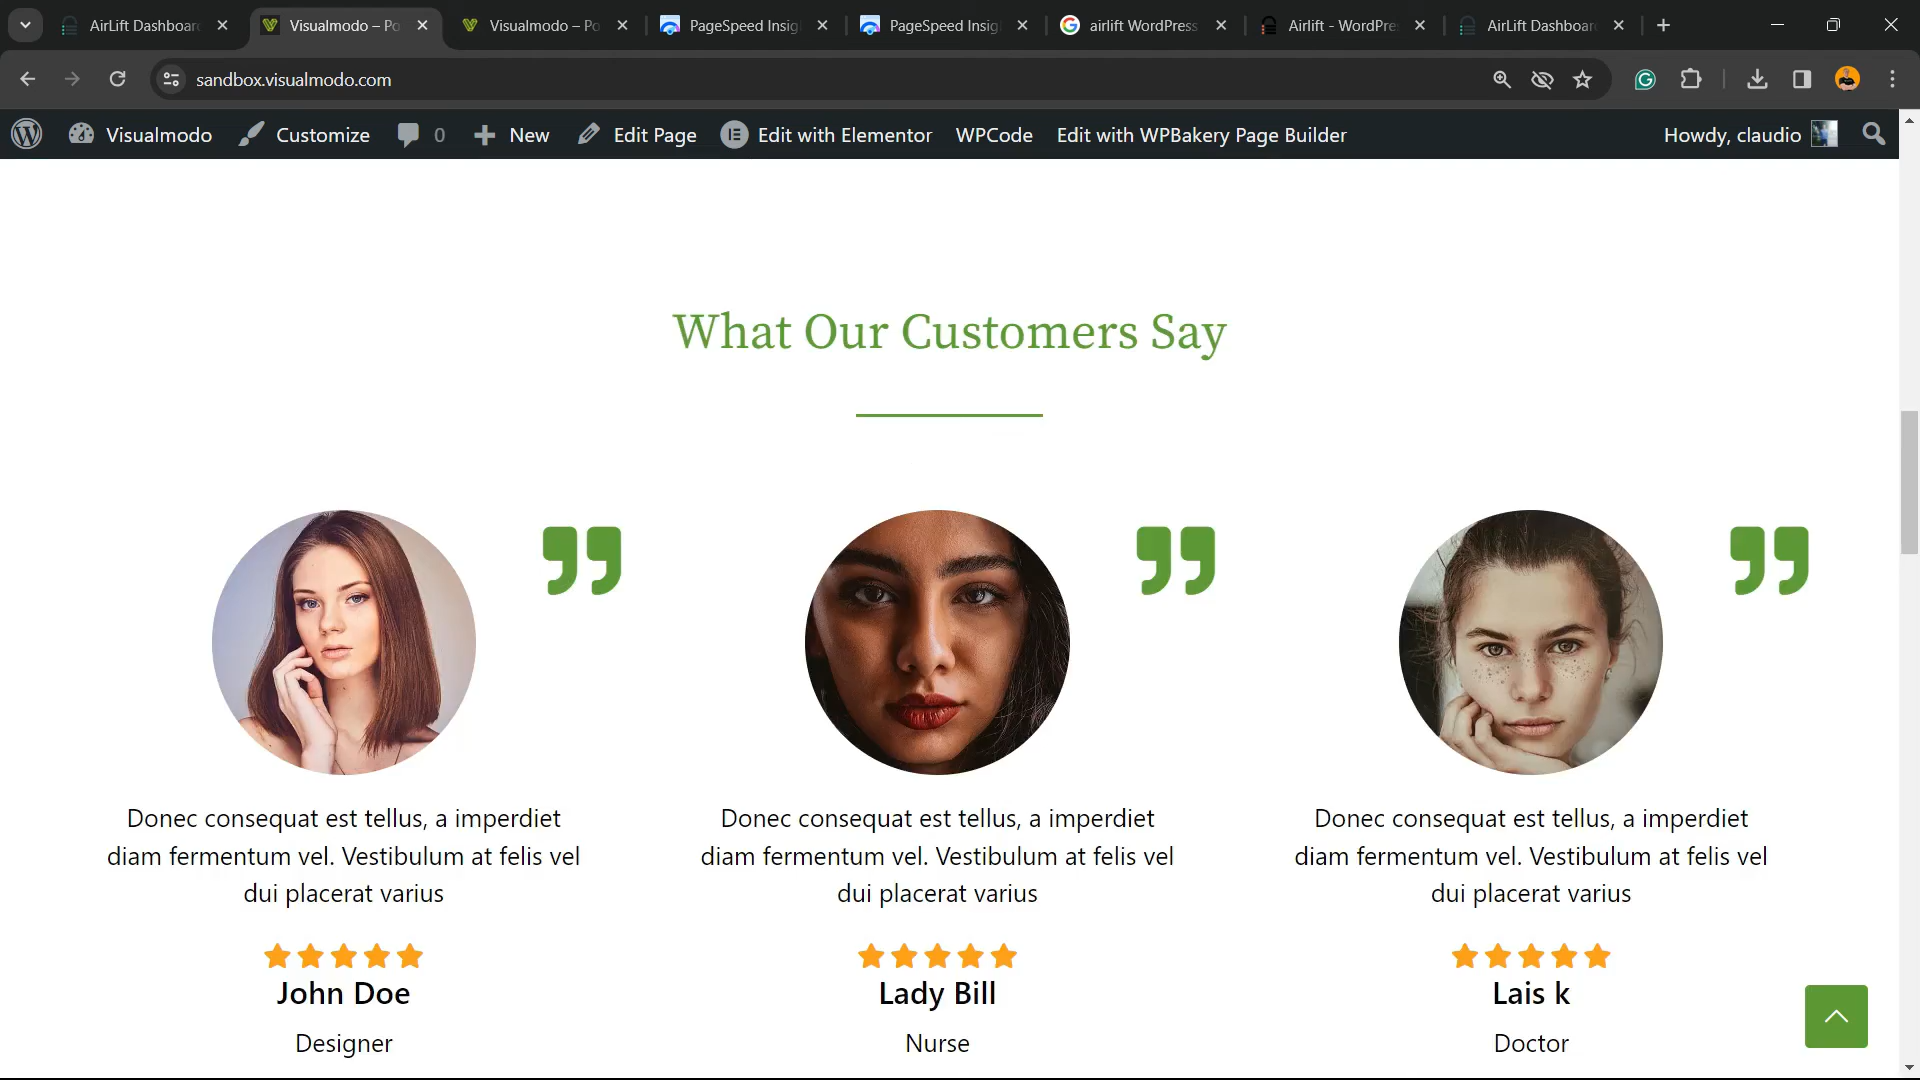 AirLift Dashboar
Visualmodo – Po
Visualmodo – Po
PageSpeed Insig
PageSpeed Insig
airlift WordPress
Airlift - WordPre
AirLift Dashboar
sandbox.visualmodo.com
Visualmodo
Customize
0
New
Edit Page
Edit with Elementor
WPCode
Edit with WPBakery Page Builder
Howdy, claudio
What Our Customers Say
Donec consequat est tellus, a imperdiet
diam fermentum vel. Vestibulum at felis vel
dui placerat varius
John Doe
Designer
Donec consequat est tellus, a imperdiet
diam fermentum vel. Vestibulum at felis vel
dui placerat varius
Lady Bill
Nurse
Donec consequat est tellus, a imperdiet
diam fermentum vel. Vestibulum at felis vel
dui placerat varius
Lais k
Doctor